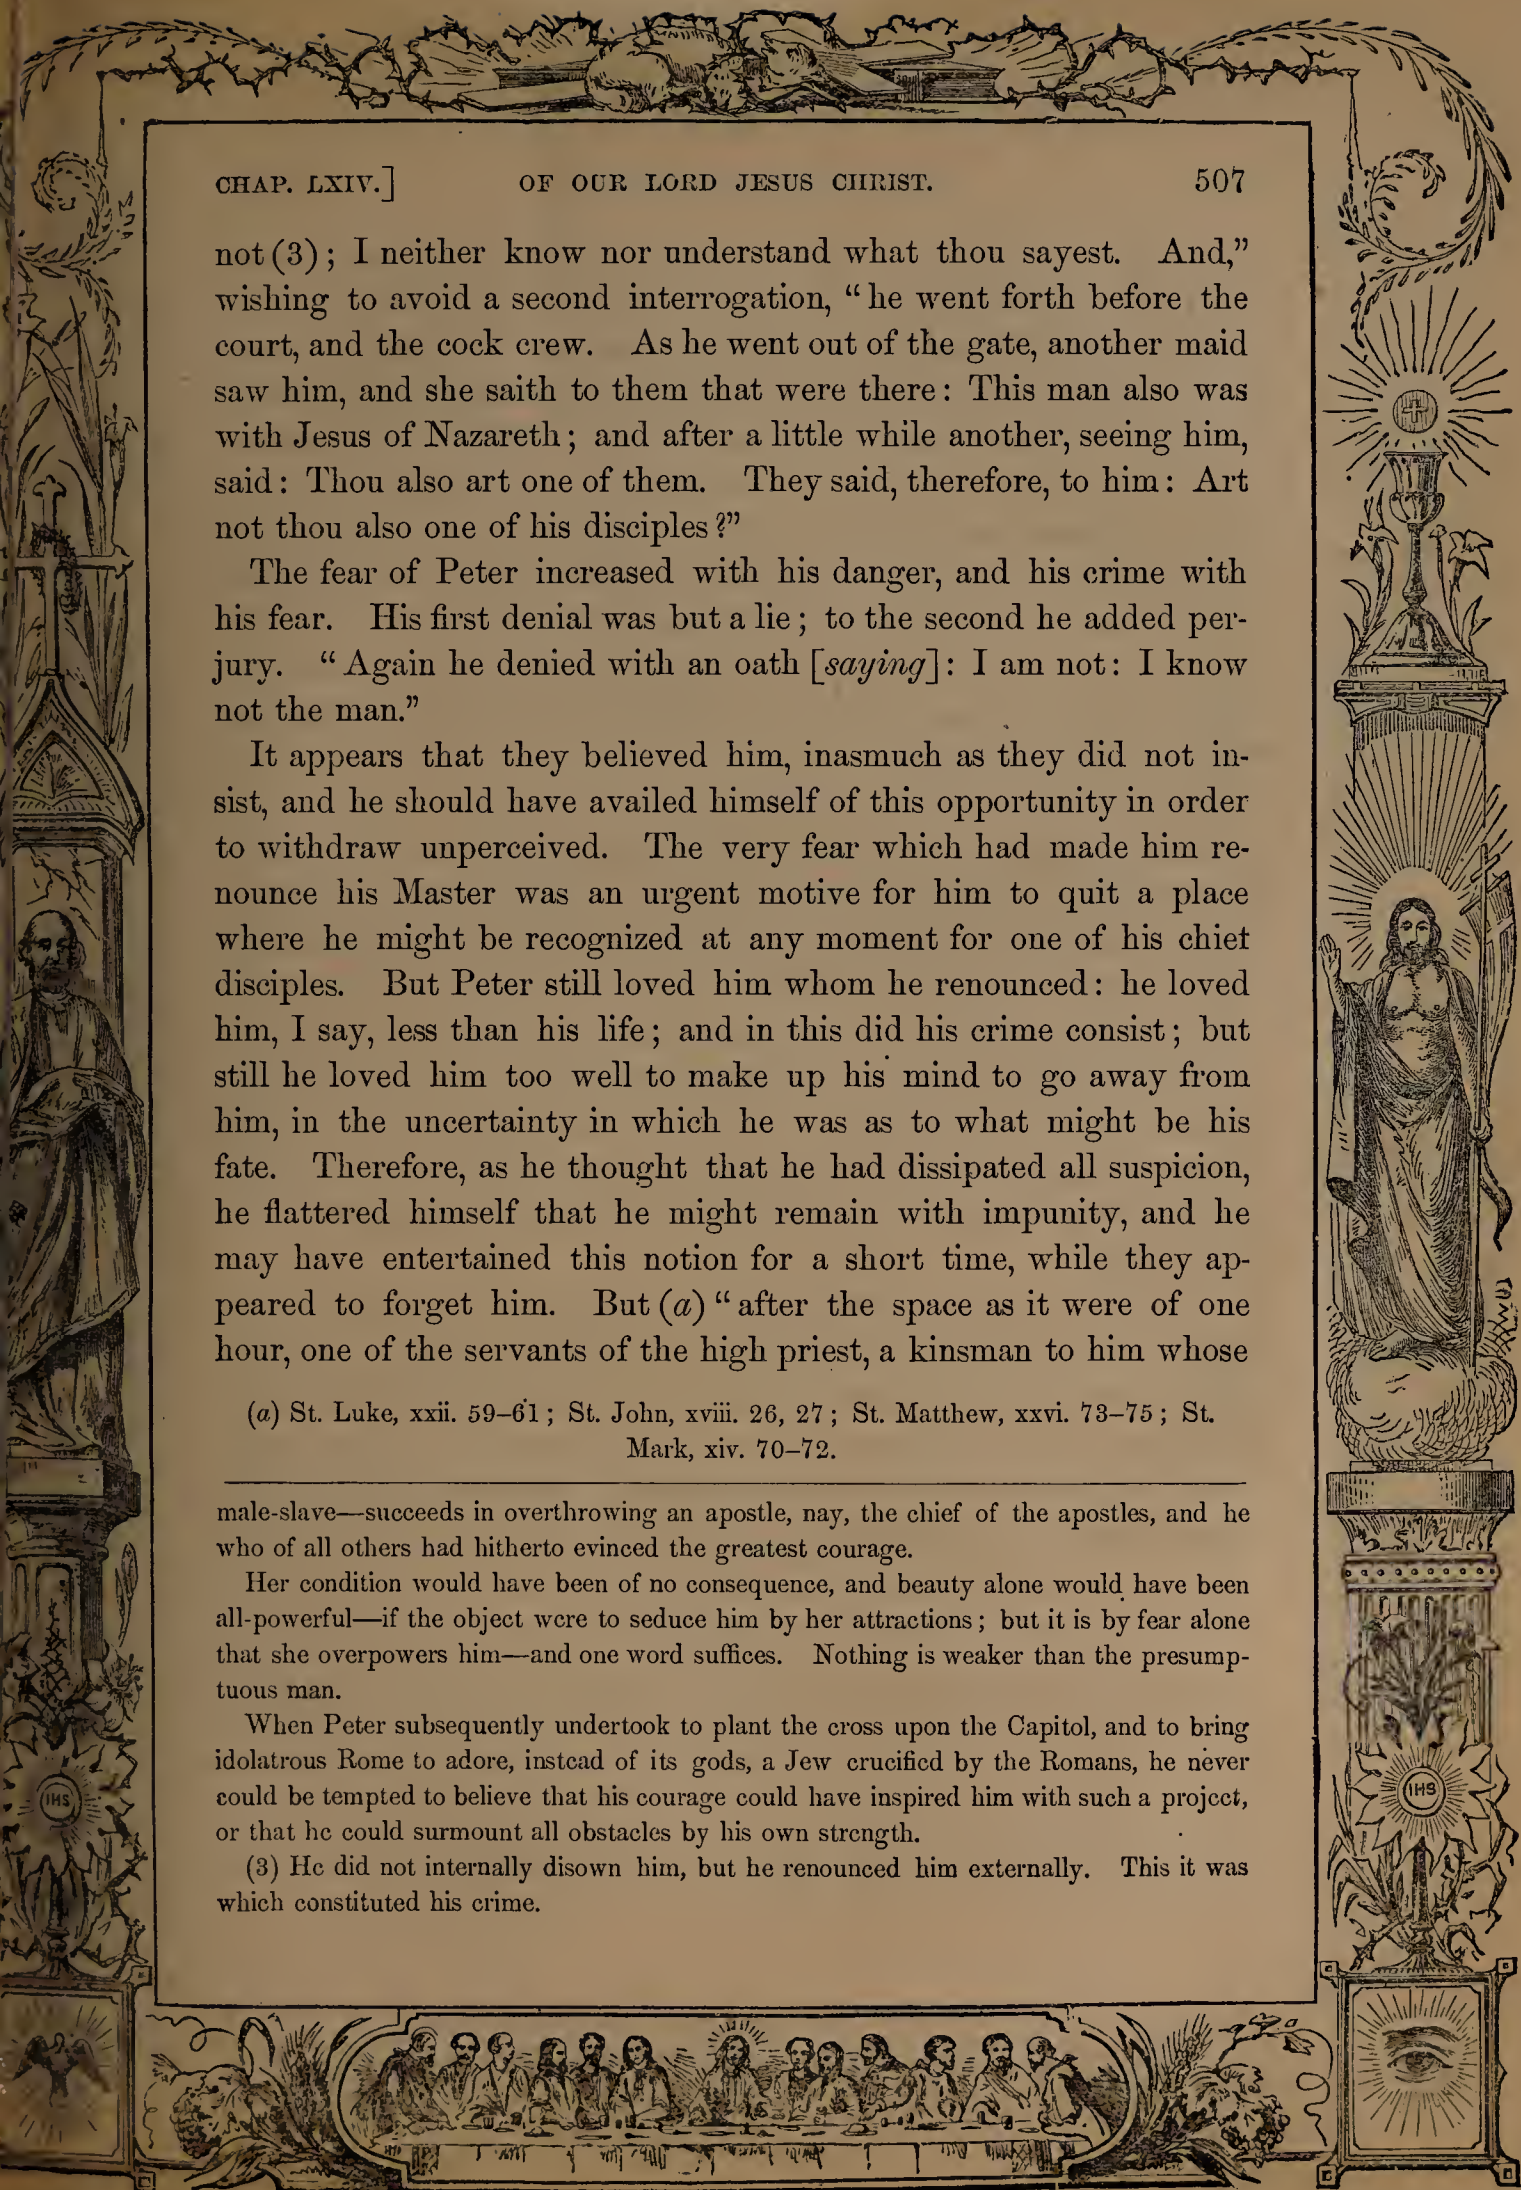 CHAP. LXIV.] OF OUR LORD JESUS CHRIST. 507
not (3); I neither know nor understand what thou sayest. And,”
wishing to avoid a second interrogation, “he went forth before the
court, and the cock crew. As he went out of the gate, another maid
saw him, and she saith to them that were there: This man also was
with Jesus of Nazareth; and after a little while another, seeing him,
said: Thou also art one of them. They said, therefore, to him: Art
not thou also one of his disciples?”
The fear of Peter increased with his danger, and his crime with
his fear. His first denial was but a lie; to the second he added per-
jury. “Again he denied with an oath [saying]: I am not: I know
not the man.”
It appears that they believed him, inasmuch as they did not in-
sist, and he should have availed himself of this opportunity in order
to withdraw unperceived. The very fear which had made him re-
nounce his Master was an urgent motive for him to quit a place
where he might be recognized at any moment for one of his chief
disciples. But Peter still loved him whom he renounced: he loved
him, I say, less than his life; and in this did his crime consist; but
still he loved him too well to make up his mind to go away from
him, in the uncertainty in which he was as to what might be his
fate. Therefore, as he thought that he had dissipated all suspicion,
he flattered himself that he might remain with impunity, and he
may have entertained this notion for a short time, while they ap-
peared to forget him. But (a) “after the space as it were of one
hour, one of the servants of the high priest, a kinsman to him whose
(a) St. Luke, xxii. 59–61; St. John, xviii. 26, 27; St. Matthew, xxvi. 73–75; St.
Mark, xiv. 70–72.
male-slave—succeeds in overthrowing an apostle, nay, the chief of the apostles, and he
who of all others had hitherto evinced the greatest courage.
Her condition would have been of no consequence, and beauty alone would have been
all-powerful—if the object were to seduce him by her attractions; but it is by fear alone
that she overpowers him—and one word suffices. Nothing is weaker than the presump-
tuous man.
When Peter subsequently undertook to plant the cross upon the Capitol, and to bring
idolatrous Rome to adore, instead of its gods, a Jew crucified by the Romans, he never
could be tempted to believe that his courage could have inspired him with such a project,
or that he could surmount all obstacles by his own strength.
(3) He did not internally disown him, but he renounced him externally. This it was
which constituted his crime.
IHS
IHS